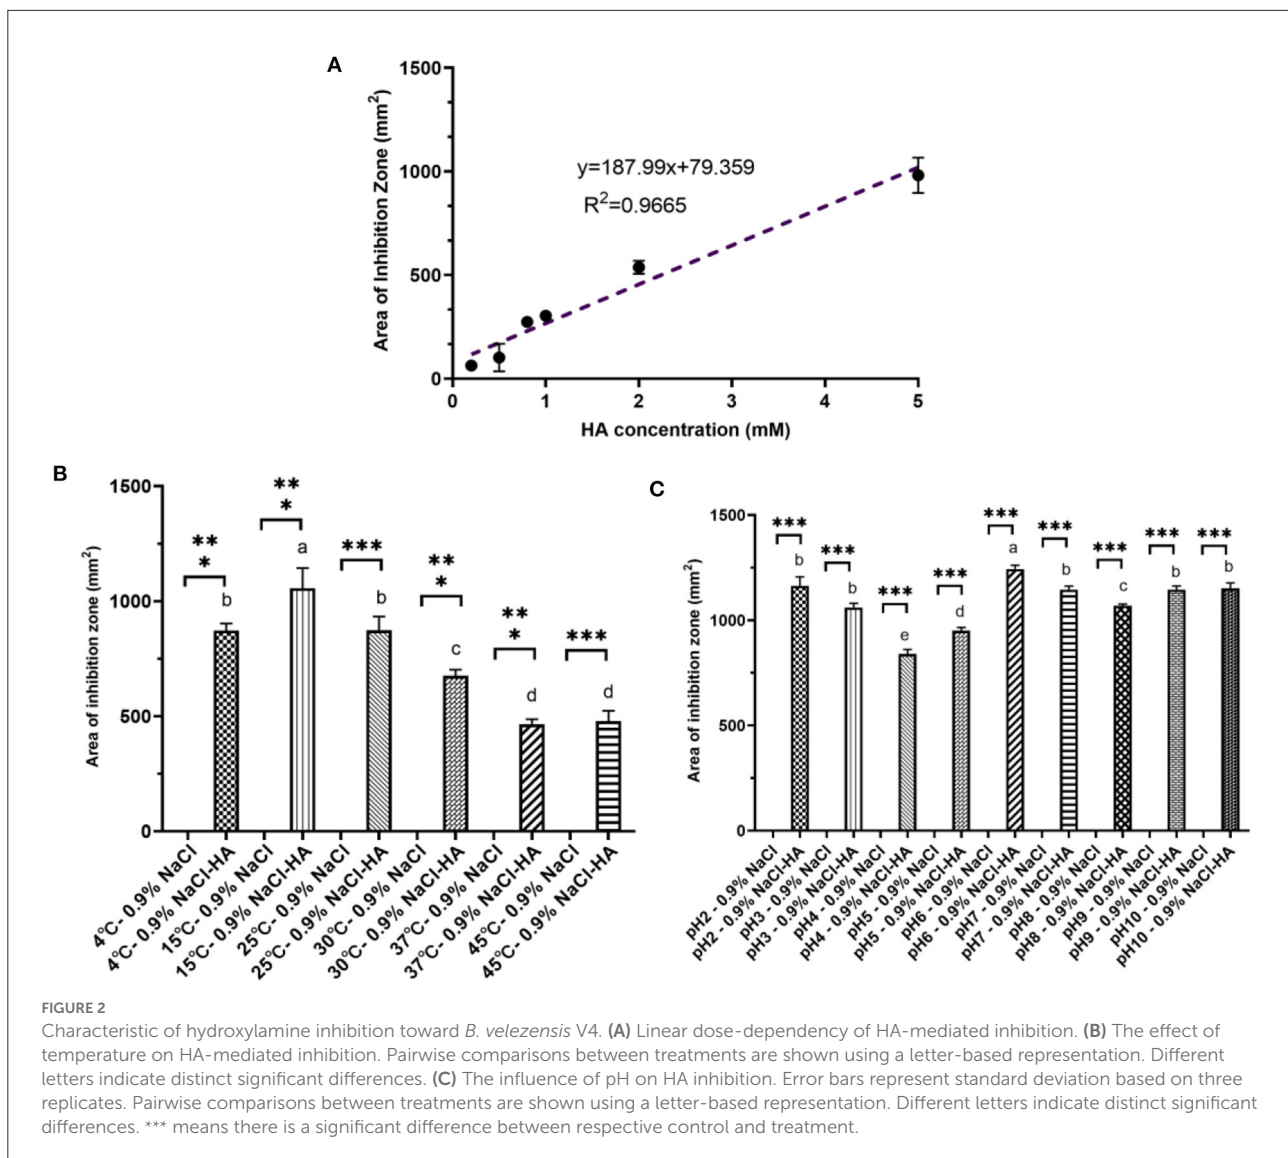 A
Area of Inhibition Zone (mm2)
1500
1000
500
0
y=187.99x+79.359
R2=0.9665
0 1 2 3 4 5
HA concentration (mM)
B
Area of inhibition zone (mm2)
1500
1000
500
0
** * ** * *** ** * ** * ***
b a b c d d
4°C- 0.9% NaCl
4°C- 0.9% NaCl-HA
15°C- 0.9% NaCl
15°C- 0.9% NaCl-HA
25°C- 0.9% NaCl
25°C- 0.9% NaCl-HA
30°C- 0.9% NaCl
30°C- 0.9% NaCl-HA
37°C- 0.9% NaCl
37°C- 0.9% NaCl-HA
45°C- 0.9% NaCl
45°C- 0.9% NaCl-HA
C
Area of inhibition zone (mm2)
1500
1000
500
0
*** *** *** *** *** *** *** *** ***
b b e d a b c b b
pH2 - 0.9% NaCl
pH2 - 0.9% NaCl-HA
pH3 - 0.9% NaCl
pH3 - 0.9% NaCl-HA
pH4 - 0.9% NaCl
pH4 - 0.9% NaCl-HA
pH5 - 0.9% NaCl
pH5 - 0.9% NaCl-HA
pH6 - 0.9% NaCl
pH6 - 0.9% NaCl-HA
pH7 - 0.9% NaCl
pH7 - 0.9% NaCl-HA
pH8 - 0.9% NaCl
pH8 - 0.9% NaCl-HA
pH9 - 0.9% NaCl
pH9 - 0.9% NaCl-HA
pH10 - 0.9% NaCl
pH10 - 0.9% NaCl-HA
FIGURE 2
Characteristic of hydroxylamine inhibition toward B. velezensis V4. (A) Linear dose-dependency of HA-mediated inhibition. (B) The effect of
temperature on HA-mediated inhibition. Pairwise comparisons between treatments are shown using a letter-based representation. Different
letters indicate distinct significant differences. (C) The influence of pH on HA inhibition. Error bars represent standard deviation based on three
replicates. Pairwise comparisons between treatments are shown using a letter-based representation. Different letters indicate distinct significant
differences. *** means there is a significant difference between respective control and treatment.